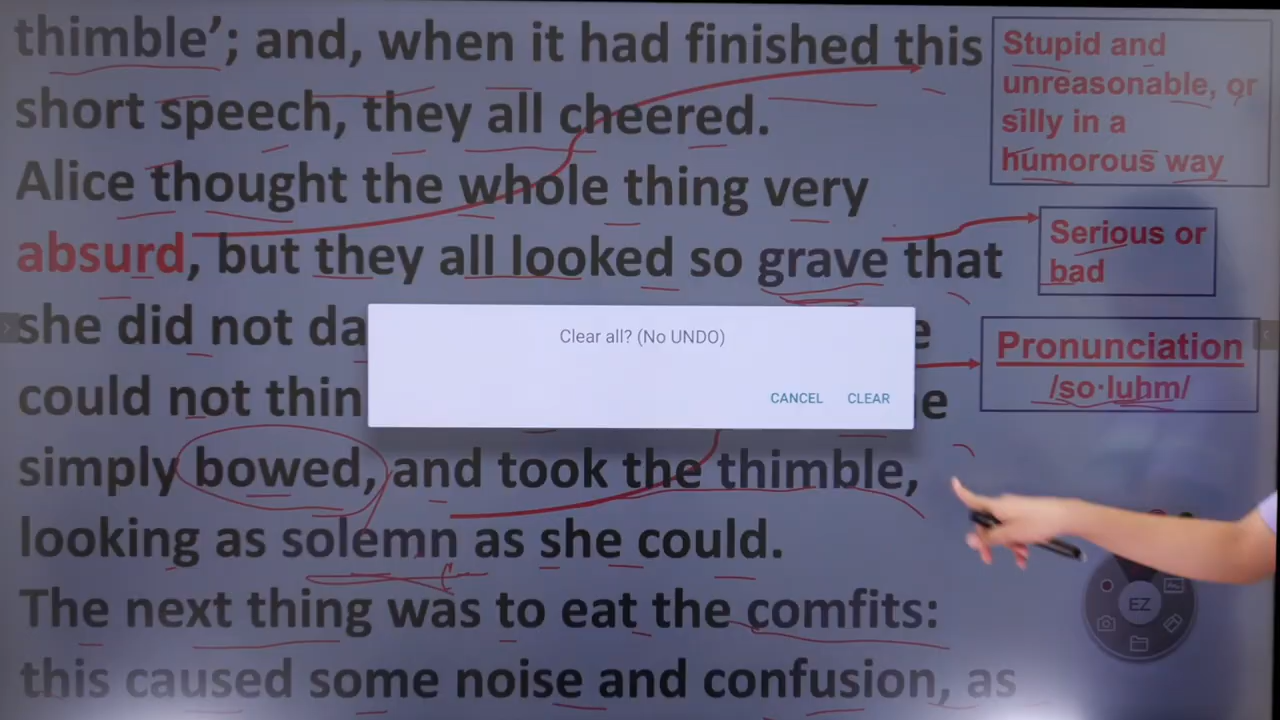 thimble’; and, when it had finished this
short speech, they all cheered.
Alice thought the whole thing very
absurd, but they all looked so grave that
she did not da
e
could not thin
e
simply bowed, and took the thimble,
looking as solemn as she could.
The next thing was to eat the comfits:
this caused some noise and confusion, as
Stupid and
unreasonable, or
silly in a
humorous way
Serious or
bad
Pronunciation
/so·luhm/
Clear all? (No UNDO)
CANCEL CLEAR
EZ